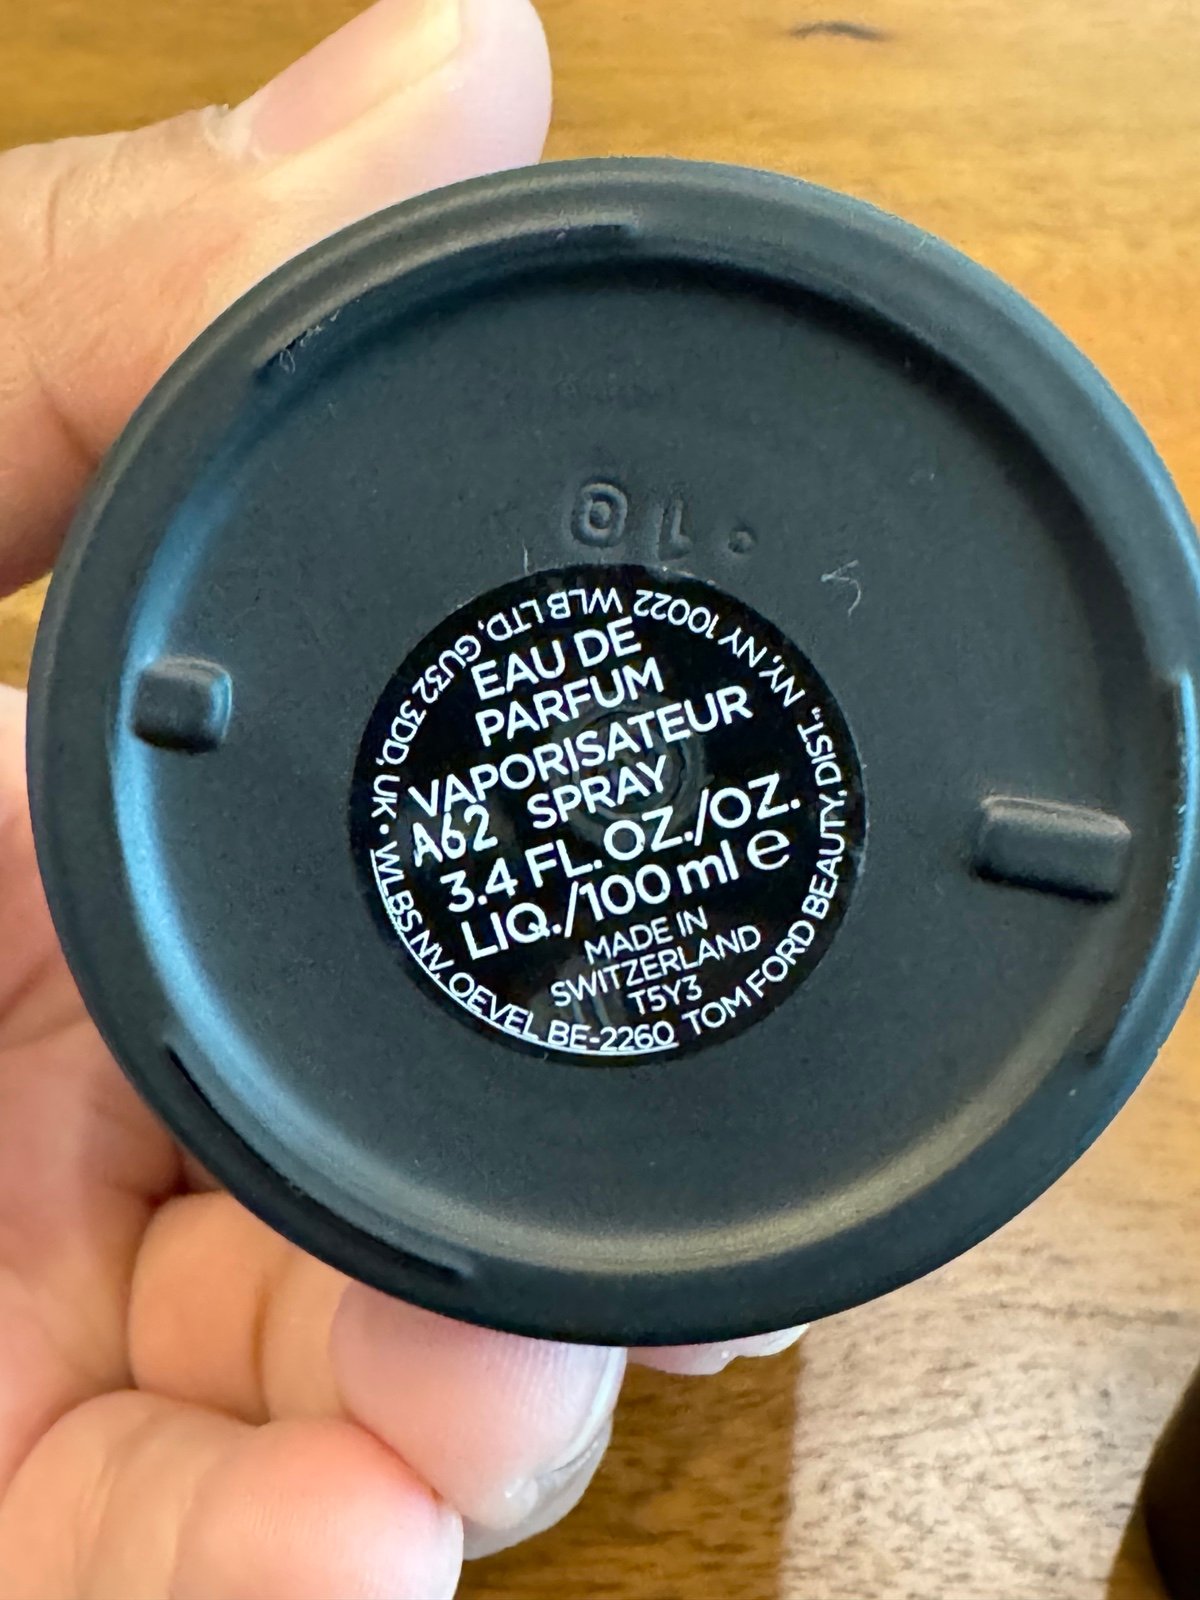 10
EAU DE
PARFUM
VAPORISATEUR
A62 SPRAY
3.4 FL. OZ./OZ.
LIQ./100 ml ℮
MADE IN
SWITZERLAND
T5Y3
TOM FORD BEAUTY, DIST., NY, NY 10022 WLB LTD, GU32 3DD, UK • WLBS NV, OEVEL BE-2260